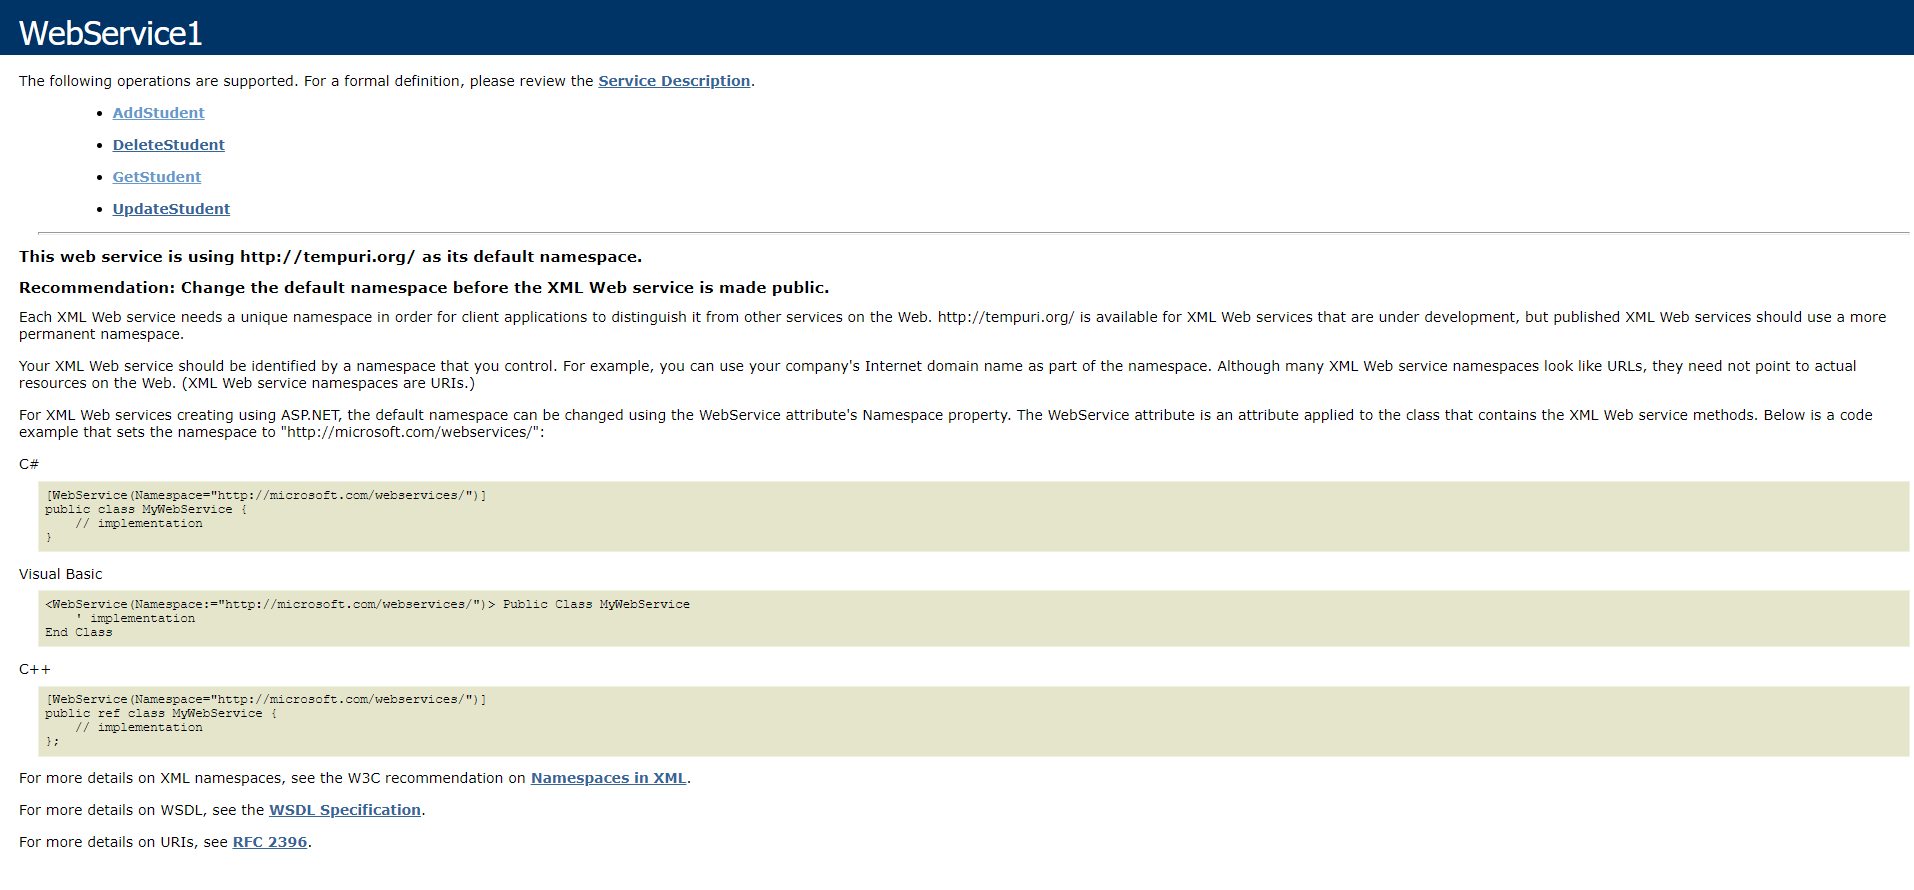 WebService1
The following operations are supported. For a formal definition, please review the Service Description.
• AddStudent
• DeleteStudent
• GetStudent
• UpdateStudent
This web service is using http://tempuri.org/ as its default namespace.
Recommendation: Change the default namespace before the XML Web service is made public.
Each XML Web service needs a unique namespace in order for client applications to distinguish it from other services on the Web. http://tempuri.org/ is available for XML Web services that are under development, but published XML Web services should use a more
permanent namespace.
Your XML Web service should be identified by a namespace that you control. For example, you can use your company's Internet domain name as part of the namespace. Although many XML Web service namespaces look like URLs, they need not point to actual
resources on the Web. (XML Web service namespaces are URIs.)
For XML Web services creating using ASP.NET, the default namespace can be changed using the WebService attribute's Namespace property. The WebService attribute is an attribute applied to the class that contains the XML Web service methods. Below is a code
example that sets the namespace to "http://microsoft.com/webservices/":
C#
[WebService(Namespace="http://microsoft.com/webservices/")]
public class MyWebService {
    // implementation
}
Visual Basic
<WebService(Namespace:="http://microsoft.com/webservices/")> Public Class MyWebService
    ' implementation
End Class
C++
[WebService(Namespace="http://microsoft.com/webservices/")]
public ref class MyWebService {
    // implementation
};
For more details on XML namespaces, see the W3C recommendation on Namespaces in XML.
For more details on WSDL, see the WSDL Specification.
For more details on URIs, see RFC 2396.